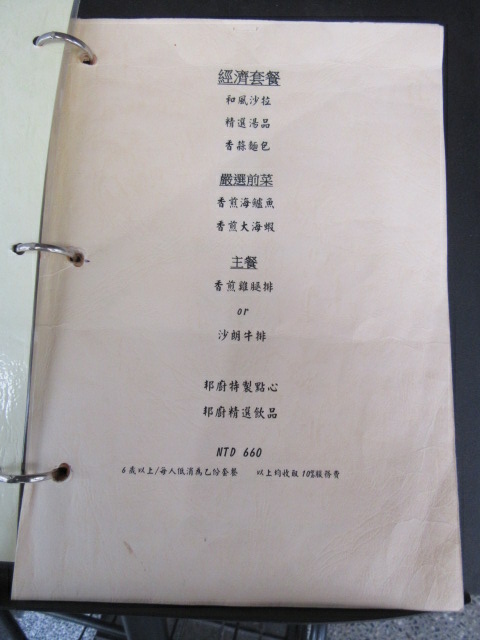 經濟套餐
和風沙拉
精選湯品
香蒜麵包
嚴選前菜
香煎海鱸魚
香煎大海蝦
主餐
香煎雞腿排
or
沙朗牛排
邾廚特製點心
邾廚精選飲品
NTD 660
6歲以上/每人低消為乙份套餐 以上均收取10%服務費